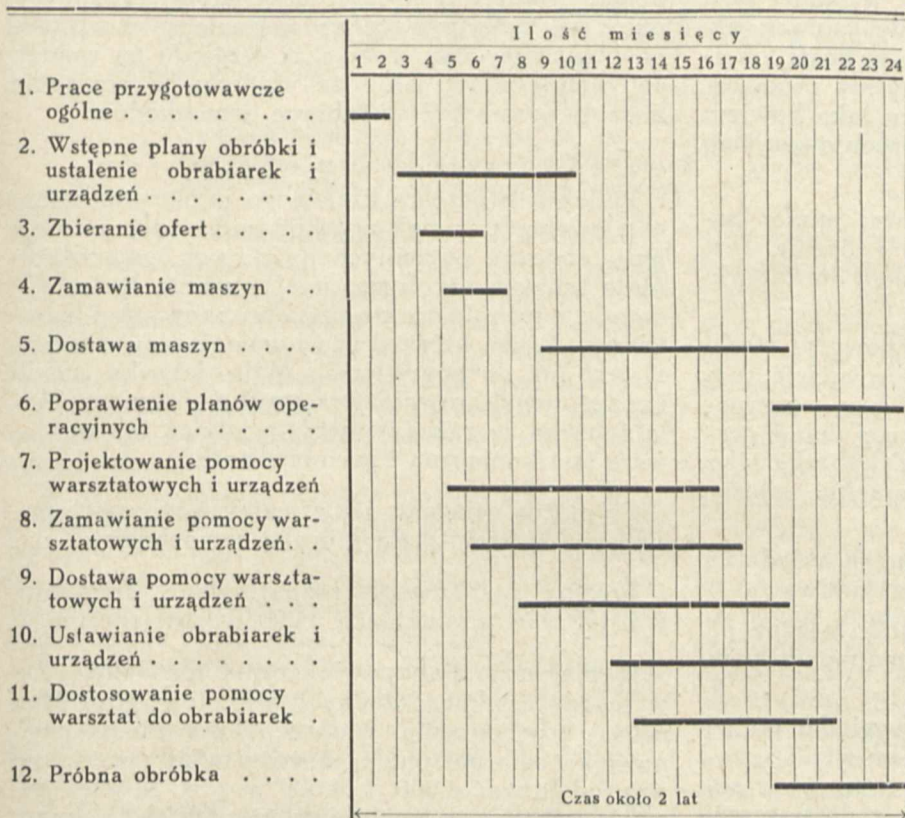 Ilość miesięcy
1 2 3 4 5 6 7 8 9 10 11 12 13 14 15 16 17 18 19 20 21 22 23 24
1. Prace przygotowawcze
ogólne . . . . . . . . . .
2. Wstępne plany obróbki i
ustalenie obrabiarek i
urządzeń . . . . . . . .
3. Zbieranie ofert . . . . .
4. Zamawianie maszyn . .
5. Dostawa maszyn . . . .
6. Poprawienie planów ope-
racyjnych . . . . . . .
7. Projektowanie pomocy
warsztatowych i urządzeń
8. Zamawianie pomocy war-
sztatowych i urządzeń . .
9. Dostawa pomocy warszta-
towych i urządzeń . . .
10. Ustawianie obrabiarek i
urządzeń . . . . . . . .
11. Dostosowanie pomocy
warsztat do obrabiarek .
12. Próbna obróbka . . . .
Czas około 2 lat